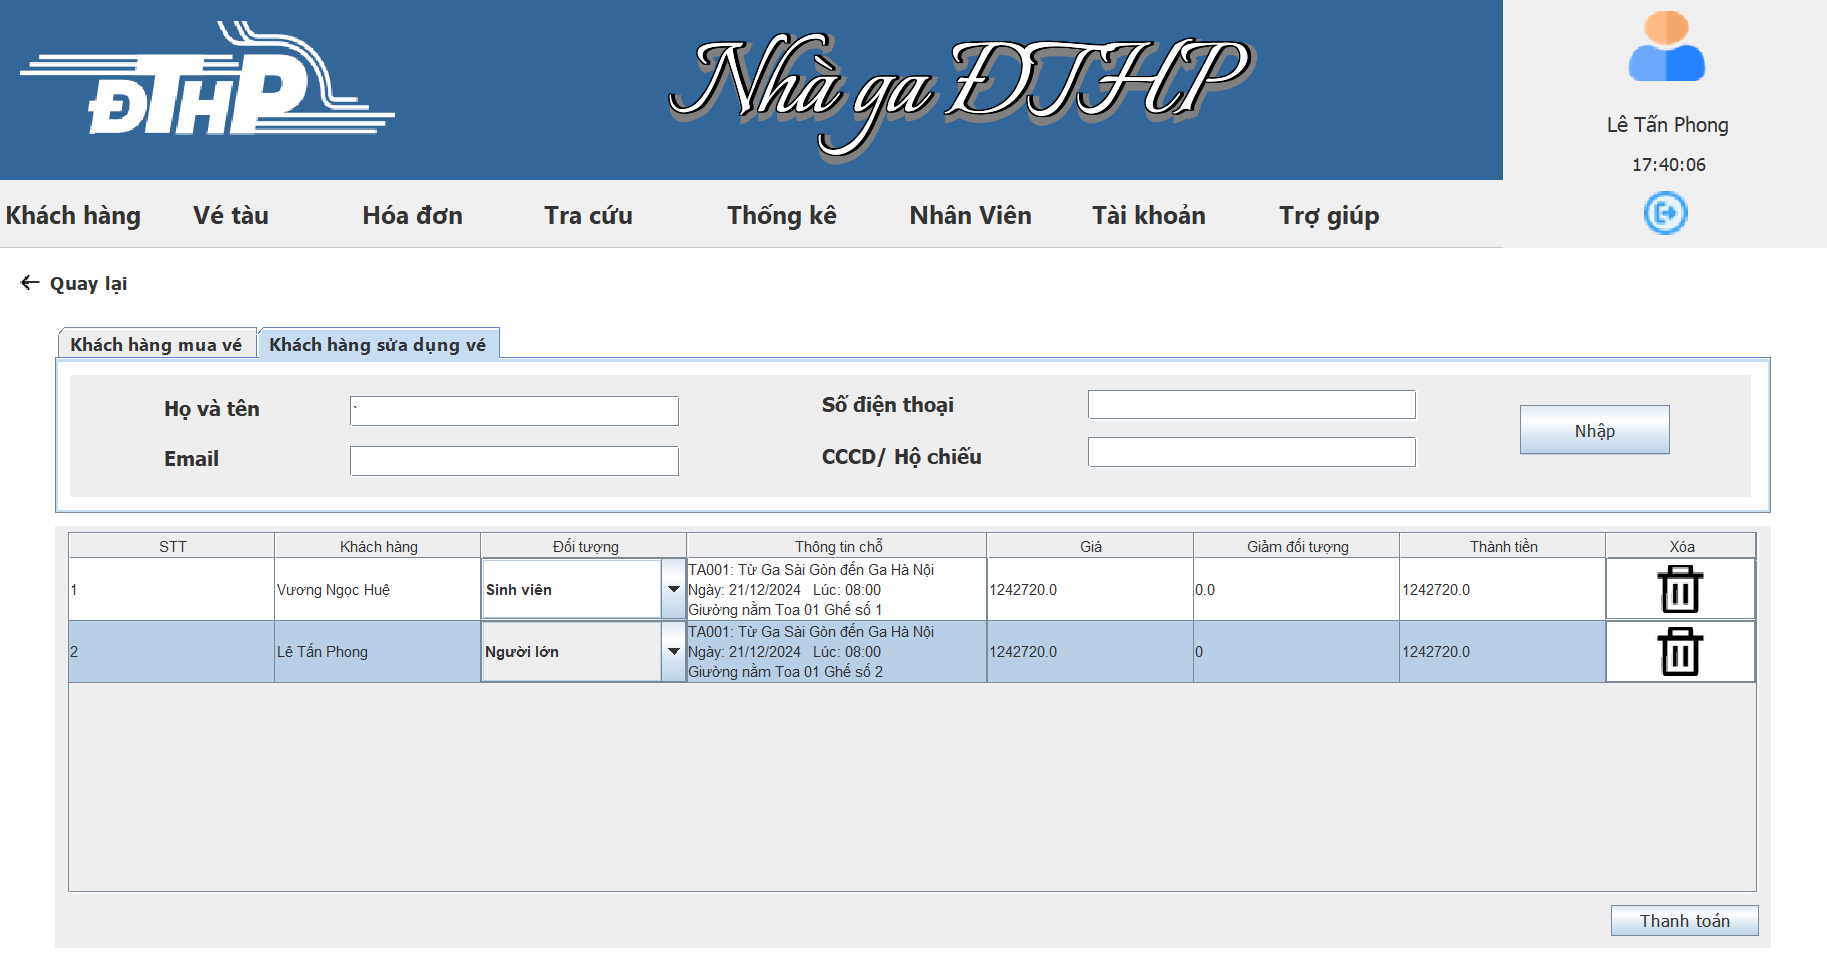 ĐTHP
Nhà ga ĐTHP
Lê Tấn Phong
17:40:06
Khách hàng Vé tàu Hóa đơn Tra cứu Thống kê Nhân Viên Tài khoản Trợ giúp
Quay lại
Khách hàng mua vé Khách hàng sửa dụng vé
Họ và tên ` Số điện thoại
Nhập
Email CCCD/ Hộ chiếu
STT Khách hàng Đối tượng Thông tin chỗ Giá Giảm đối tượng Thành tiền Xóa
TA001: Từ Ga Sài Gòn đến Ga Hà Nội
1 Vương Ngọc Huệ Sinh viên Ngày: 21/12/2024 Lúc: 08:00 1242720.0 0.0 1242720.0
Giường nằm Toa 01 Ghế số 1
TA001: Từ Ga Sài Gòn đến Ga Hà Nội
2 Lê Tấn Phong Người lớn Ngày: 21/12/2024 Lúc: 08:00 1242720.0 0 1242720.0
Giường nằm Toa 01 Ghế số 2
Thanh toán